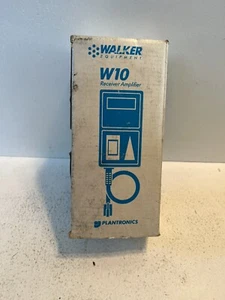 WALKER
EQUIPMENT
W10
Receiver Amplifier
PLANTRONICS